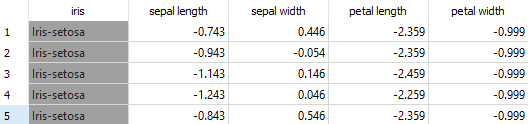 iris sepal length sepal width petal length petal width
1 Iris-setosa -0.743 0.446 -2.359 -0.999
2 Iris-setosa -0.943 -0.054 -2.359 -0.999
3 Iris-setosa -1.143 0.146 -2.459 -0.999
4 Iris-setosa -1.243 0.046 -2.259 -0.999
5 Iris-setosa -0.843 0.546 -2.359 -0.999